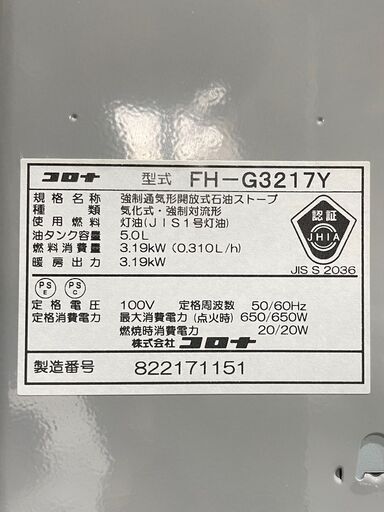 コロナ 型式 FH-G3217Y
規格名称 強制通気形開放式石油ストーブ
種類 気化式・強制対流形
使用燃料 灯油(JIS1号灯油)
油タンク容量 5.0L
燃料消費量 3.19kW (0.310L/h)
暖房出力 3.19kW
認証
JHIA
JIS S 2036
PS E PS C
定格電圧 100V 定格周波数 50/60Hz
定格消費電力 最大消費電力(点火時) 650/650W
燃焼時消費電力 20/20W
株式会社 コロナ
製造番号 822171151